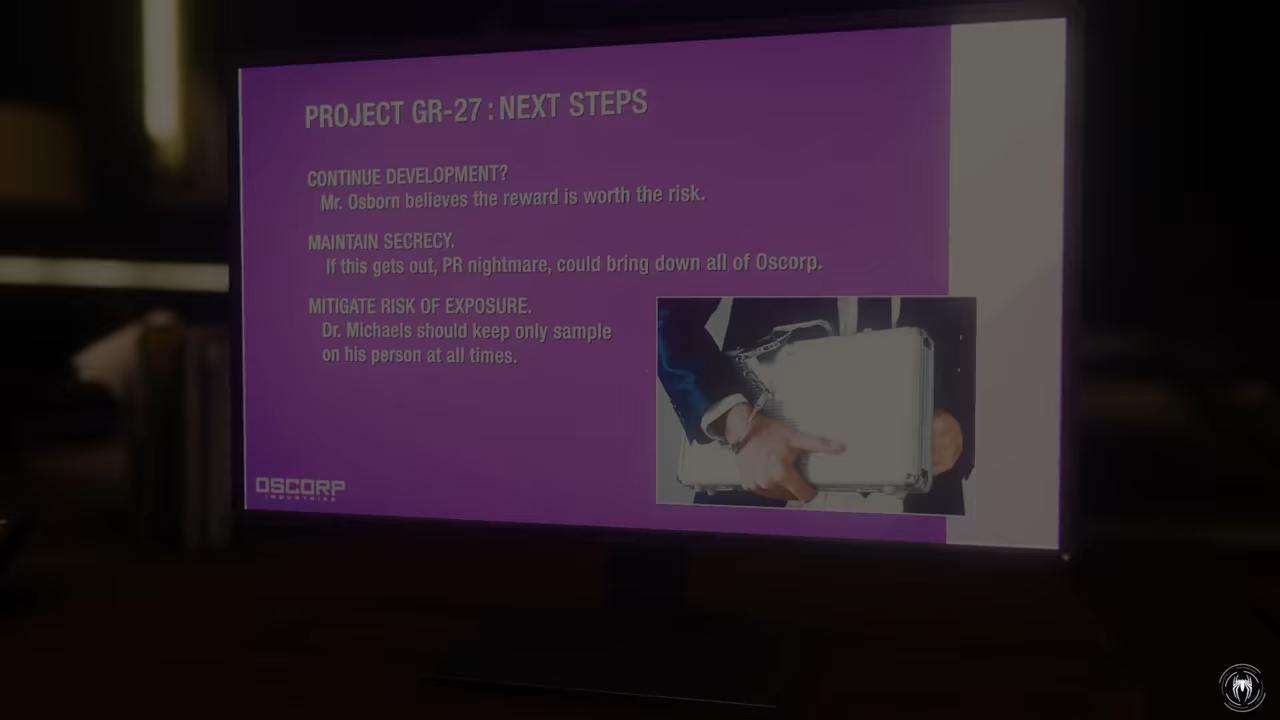 PROJECT GR-27 : NEXT STEPS
CONTINUE DEVELOPMENT?
Mr. Osborn believes the reward is worth the risk.
MAINTAIN SECRECY.
If this gets out, PR nightmare, could bring down all of Oscorp.
MITIGATE RISK OF EXPOSURE.
Dr. Michaels should keep only sample
on his person at all times.
OSCORP
INDUSTRIES